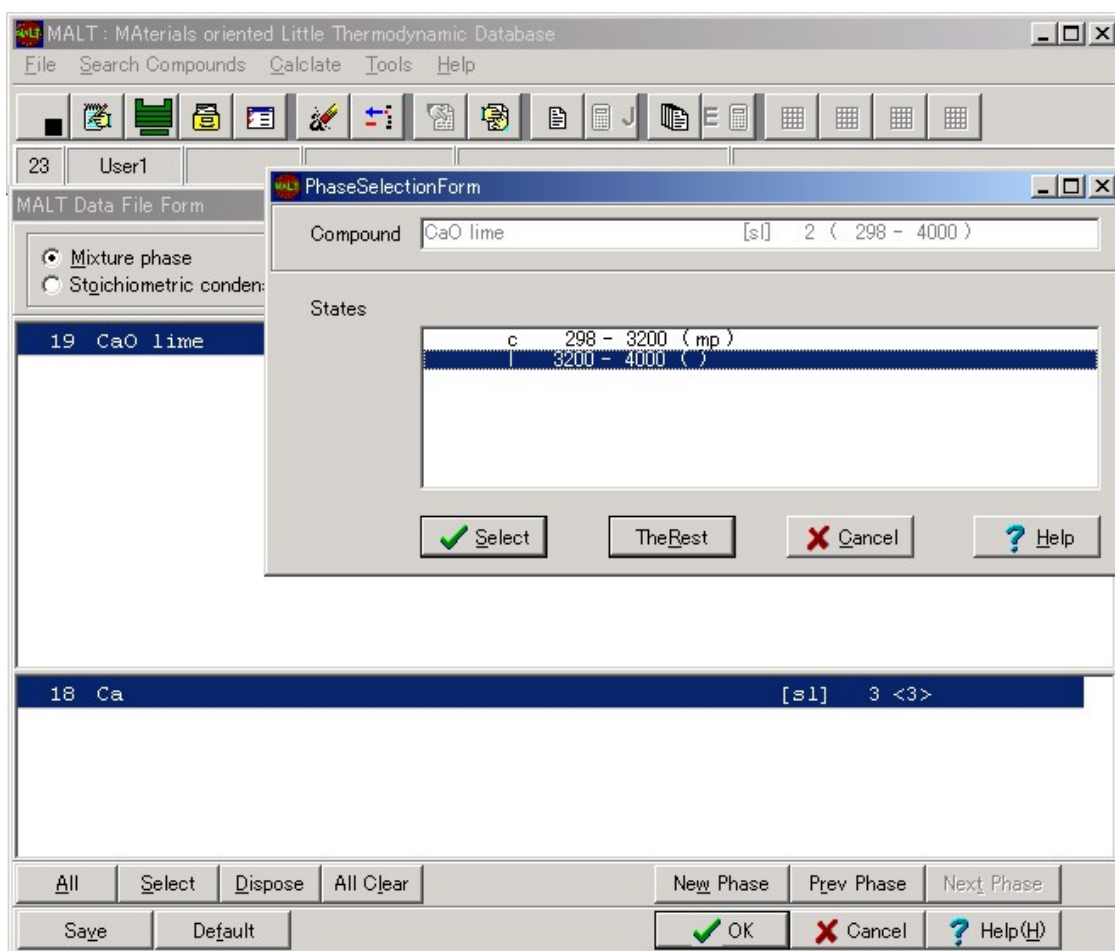 MALT : MAterials oriented Little Thermodynamic Database
File Search Compounds Calclate Tools Help
J E
23 User1
PhaseSelectionForm
MALT Data File Form
Compound CaO lime [sl] 2 ( 298 - 4000 )
Mixture phase
Stoichiometric conden
States
19 CaO lime
c 298 - 3200 ( mp )
l 3200 - 4000 ( )
Select TheRest Cancel ? Help
18 Ca [sl] 3 <3>
All Select Dispose All Clear New Phase Prev Phase Next Phase
Save Default OK Cancel ? Help(H)